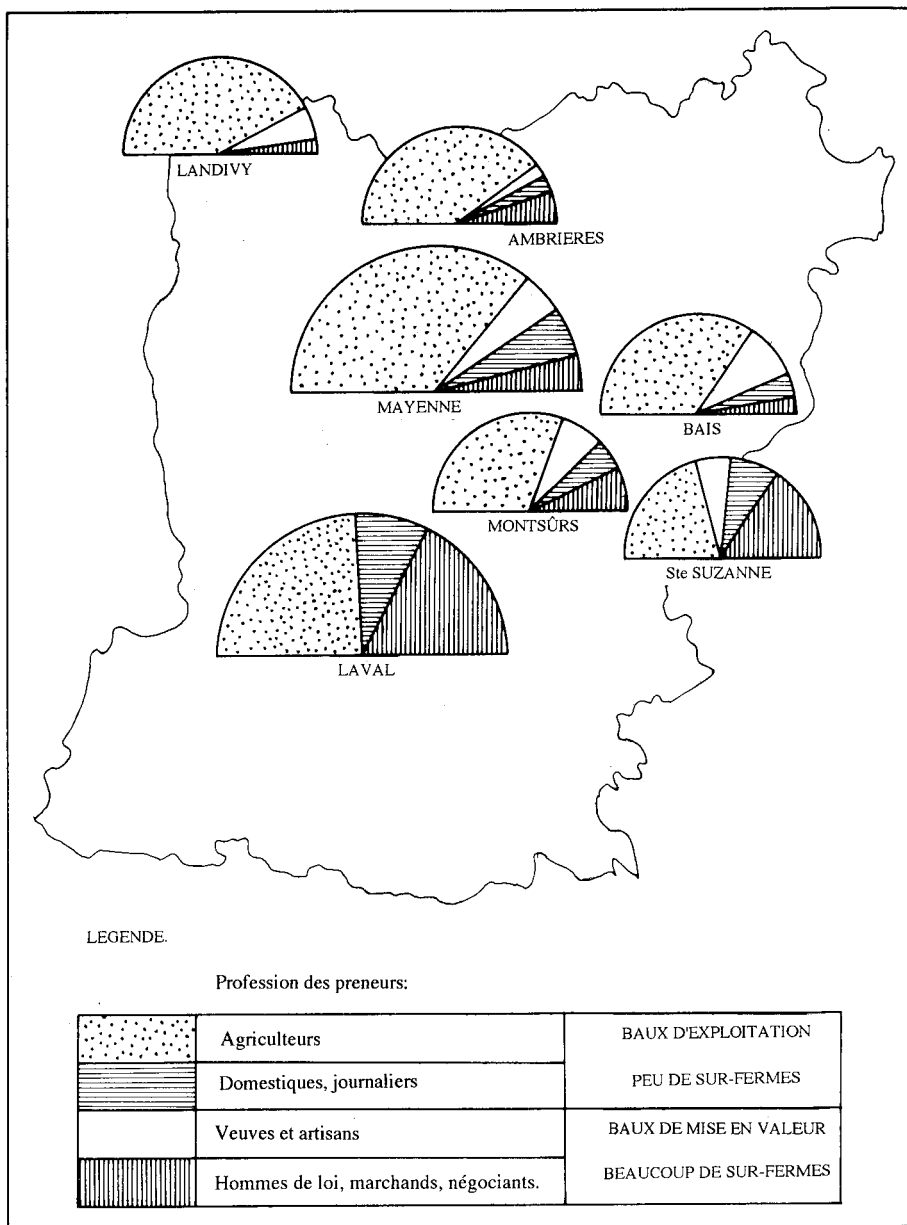 LANDIVY
AMBRIERES
MAYENNE
BAIS
MONTSÛRS
Ste SUZANNE
LAVAL
LEGENDE.
Profession des preneurs:
Agriculteurs
BAUX D'EXPLOITATION
Domestiques, journaliers
PEU DE SUR-FERMES
Veuves et artisans
BAUX DE MISE EN VALEUR
Hommes de loi, marchands, négociants.
BEAUCOUP DE SUR-FERMES